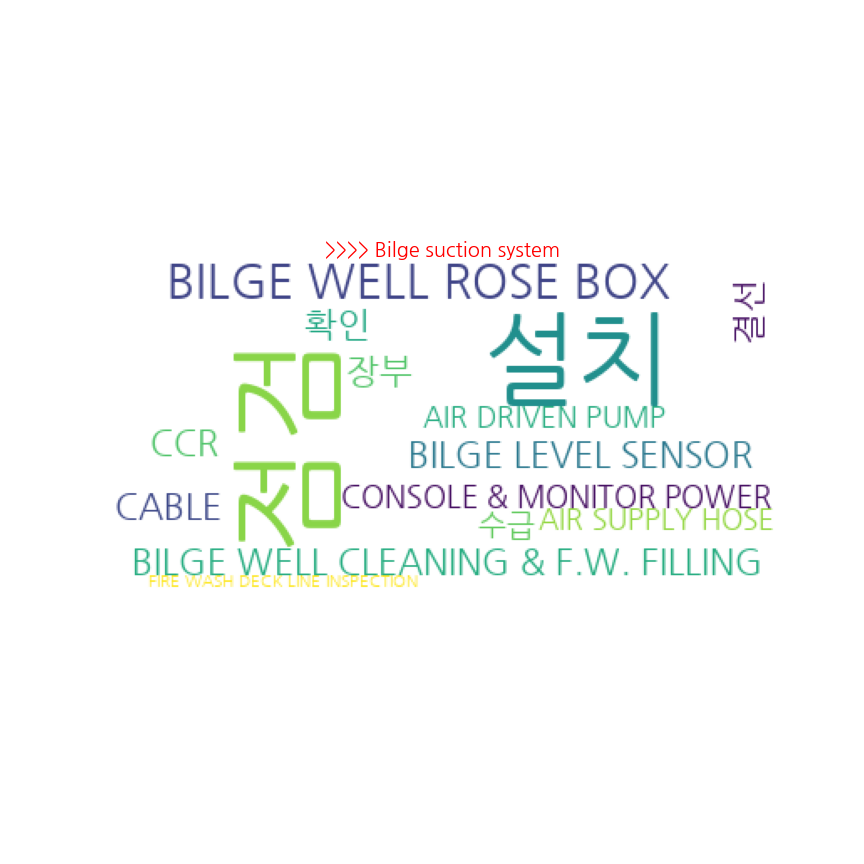 >>>> Bilge suction system
BILGE WELL ROSE BOX
결선
확인
설치
점검
장부
AIR DRIVEN PUMP
CCR
BILGE LEVEL SENSOR
CABLE
CONSOLE & MONITOR POWER
수급
AIR SUPPLY HOSE
BILGE WELL CLEANING & F.W. FILLING
FIRE WASH DECK LINE INSPECTION